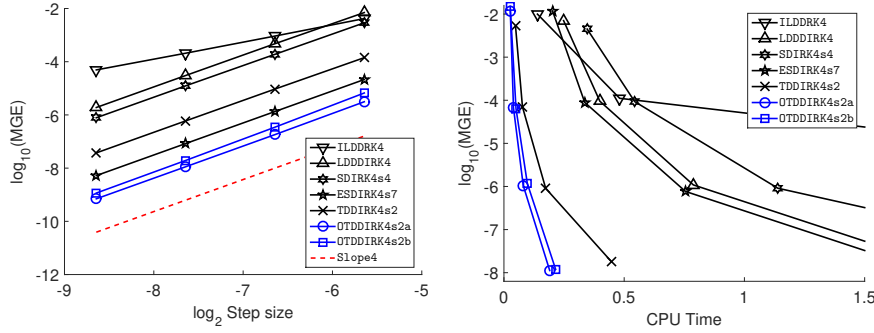 -2
-4
-6
-8
-10
-12
log10(MGE)
-9
-8
-7
-6
-5
log2 Step size
ILDDRK4
LDDDIRK4
SDIRK4s4
ESDIRK4s7
TDDIRK4s2
OTDDIRK4s2a
OTDDIRK4s2b
Slope4
-2
-3
-4
-5
-6
-7
-8
log10(MGE)
0
0.5
1
1.5
CPU Time
ILDDRK4
LDDDIRK4
SDIRK4s4
ESDIRK4s7
TDDIRK4s2
OTDDIRK4s2a
OTDDIRK4s2b